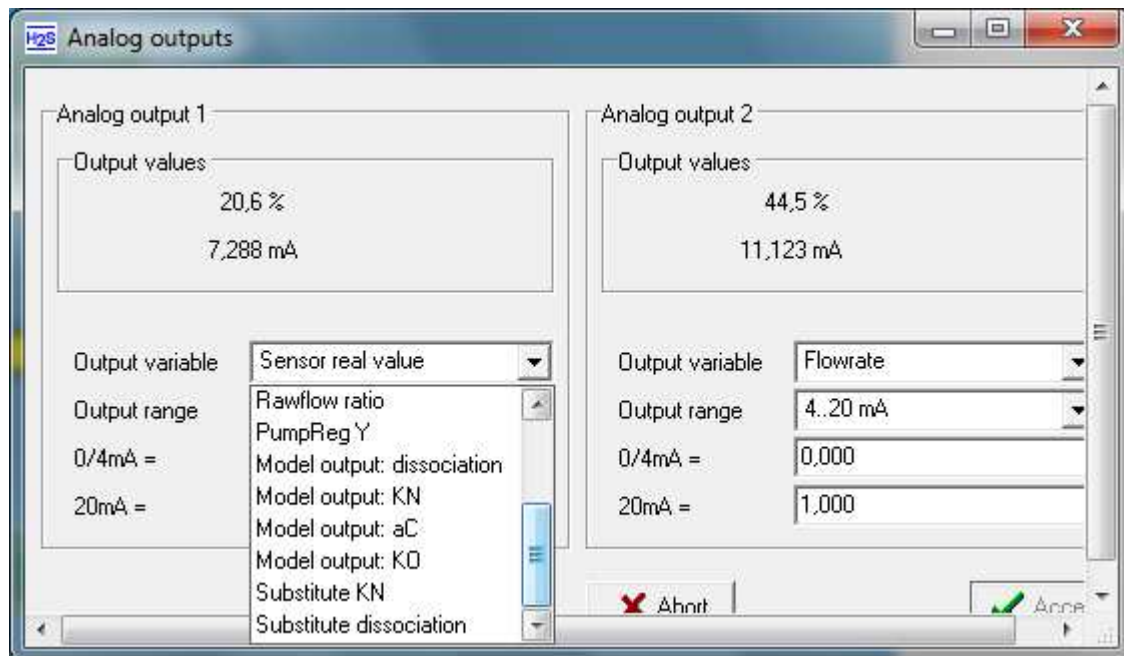 H2S Analog outputs
Analog output 1
Output values
20,6 %
7,288 mA
Output variable
Sensor real value
Output range
0/4mA =
20mA =
Rawflow ratio
PumpReg Y
Model output: dissociation
Model output: KN
Model output: aC
Model output: KO
Substitute KN
Substitute dissociation
Analog output 2
Output values
44,5 %
11,123 mA
Output variable
Flowrate
Output range
4..20 mA
0/4mA =
0,000
20mA =
1,000
Abort
Acce